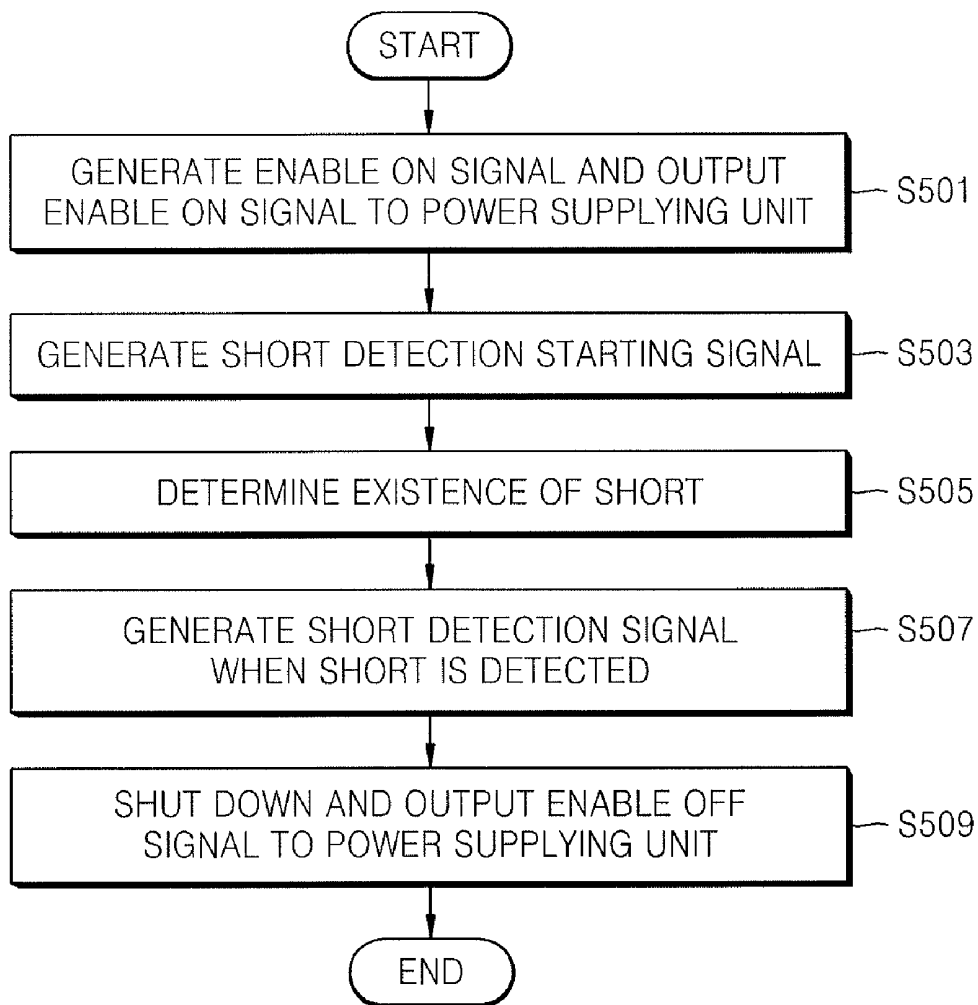 START
GENERATE ENABLE ON SIGNAL AND OUTPUT
ENABLE ON SIGNAL TO POWER SUPPLYING UNIT
S501
GENERATE SHORT DETECTION STARTING SIGNAL
S503
DETERMINE EXISTENCE OF SHORT
S505
GENERATE SHORT DETECTION SIGNAL
WHEN SHORT IS DETECTED
S507
SHUT DOWN AND OUTPUT ENABLE OFF
SIGNAL TO POWER SUPPLYING UNIT
S509
END